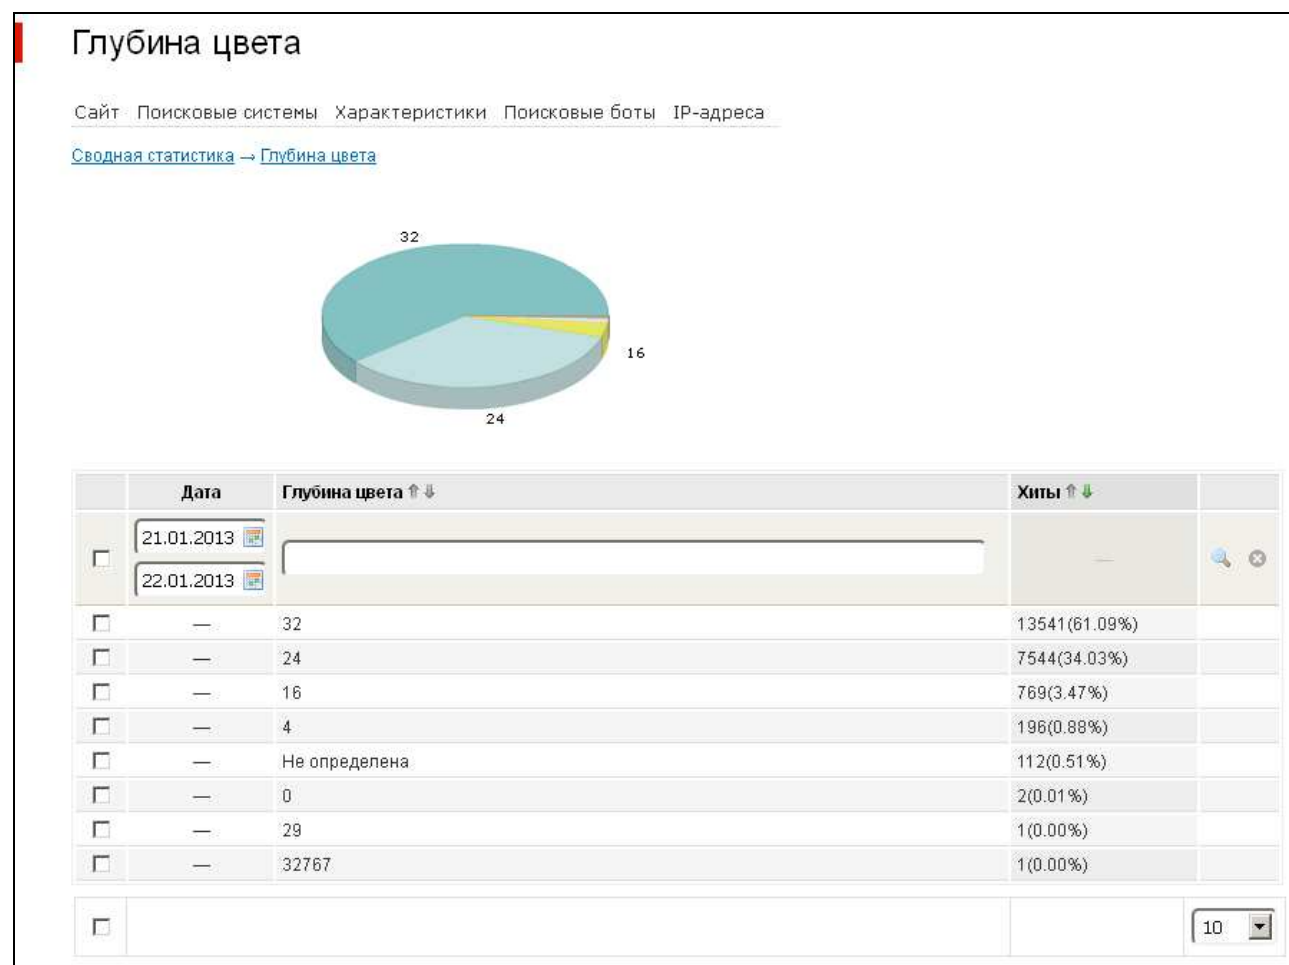 Глубина цвета
Сайт Поисковые системы Характеристики Поисковые боты IP-адреса
Сводная статистика → Глубина цвета
32
16
24
Дата Глубина цвета ⇑ ⇓ Хиты ⇑ ⇓
21.01.2013
—
22.01.2013
— 32 13541(61.09%)
— 24 7544(34.03%)
— 16 769(3.47%)
— 4 196(0.88%)
— Не определена 112(0.51%)
— 0 2(0.01%)
— 29 1(0.00%)
— 32767 1(0.00%)
10